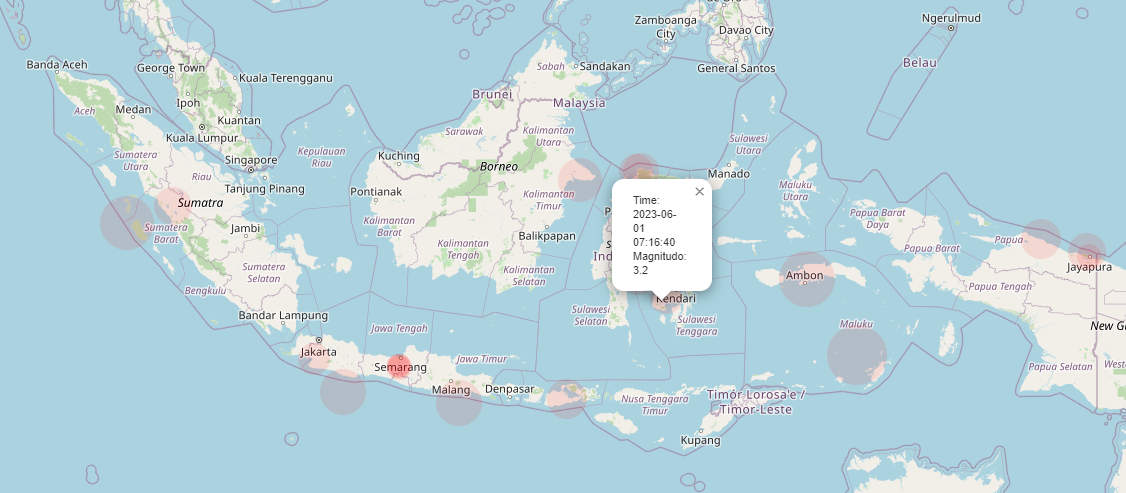 de Oro
Zamboanga
City
Davao City
Ngerulmud
Banda Aceh
George Town
Kuala Terengganu
Sabah
Sandakan
General Santos
Belau
Aceh
Medan
Ipoh
Kuantan
Brunei
Malaysia
Kuala Lumpur
Sarawak
Kalimantan
Utara
Sulawesi
Utara
Sumatera
Utara
Riau
Singapore
Kepulauan
Riau
Kuching
Borneo
Manado
Tanjung Pinang
Pontianak
Kalimantan
Timur
Maluku
Utara
Sumatra
×
Time:
2023-06-
01
07:16:40
Magnitudo:
3.2
P
S
Ind
Papua Barat
Daya
Sumatera
Barat
Jambi
Kalimantan
Barat
Balikpapan
Papua Barat
Papua
Kalimantan
Tengah
Jayapura
Sumatera
Selatan
Kalimantan
Selatan
Ambon
Papua Tengah
Bengkulu
Kendari
Bandar Lampung
Sulawesi
Selatan
Sulawesi
Tenggara
Maluku
New G
Jawa Tengah
Jakarta
Jawa Timur
Semarang
Papua Selatan
West
Malang
Denpasar
Nusa Tenggara
Timur
Timór Lorosa'e /
Timor-Leste
Kupang